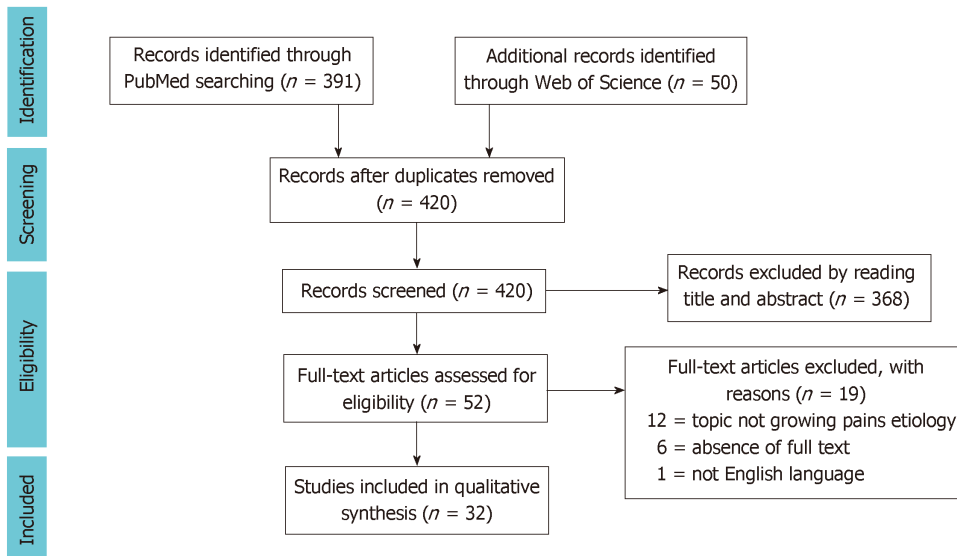 Identification
Records identified through
PubMed searching (n = 391)
Additional records identified
through Web of Science (n = 50)
Screening
Records after duplicates removed
(n = 420)
Eligibility
Records screened (n = 420)
Records excluded by reading
title and abstract (n = 368)
Full-text articles assessed for
eligibility (n = 52)
Full-text articles excluded, with
reasons (n = 19)
12 = topic not growing pains etiology
6 = absence of full text
1 = not English language
Included
Studies included in qualitative
synthesis (n = 32)